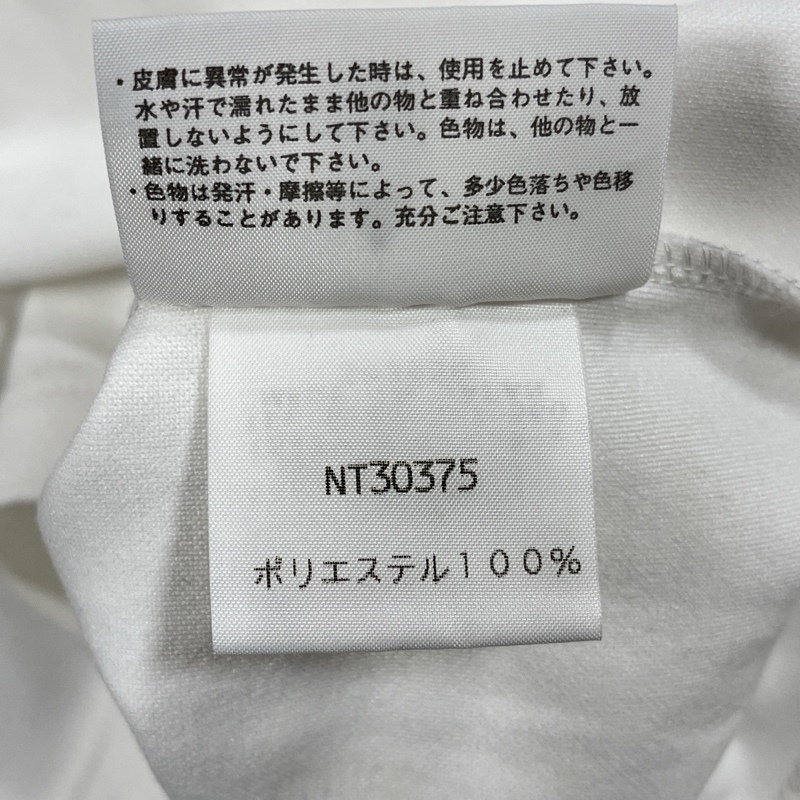 ・皮膚に異常が発生した時は、使用を止めて下さい。
水や汗で濡れたまま他の物と重ね合わせたり、放
置しないようにして下さい。色物は、他の物と一
緒に洗わないで下さい。
・色物は発汗・摩擦等によって、多少色落ちや色移
りすることがあります。充分ご注意下さい。
NT30375
ポリエステル１００％